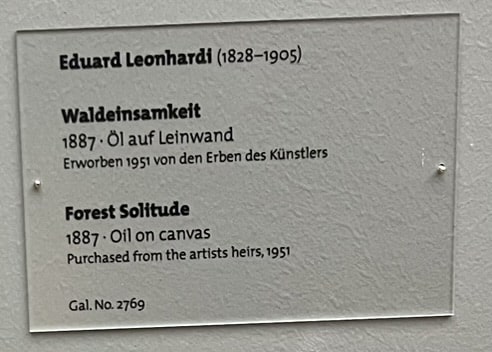 Eduard Leonhardi (1828–1905)
Waldeinsamkeit
1887 · Öl auf Leinwand
Erworben 1951 von den Erben des Künstlers
Forest Solitude
1887 · Oil on canvas
Purchased from the artists heirs, 1951
Gal. No. 2769